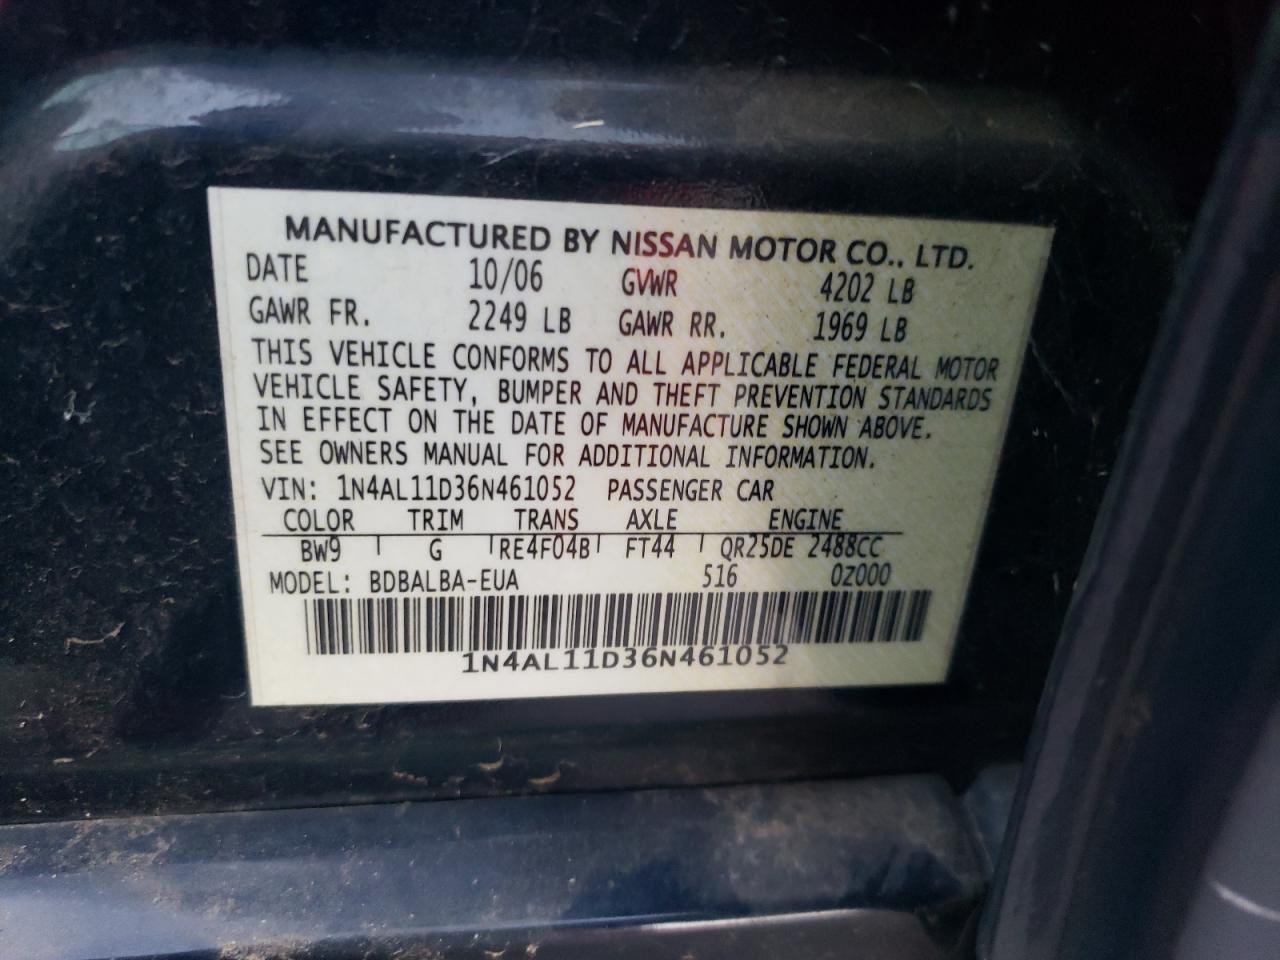 MANUFACTURED BY NISSAN MOTOR CO., LTD.
DATE 10/06 GVWR 4202 LB
GAWR FR. 2249 LB GAWR RR. 1969 LB
THIS VEHICLE CONFORMS TO ALL APPLICABLE FEDERAL MOTOR
VEHICLE SAFETY, BUMPER AND THEFT PREVENTION STANDARDS
IN EFFECT ON THE DATE OF MANUFACTURE SHOWN ABOVE.
SEE OWNERS MANUAL FOR ADDITIONAL INFORMATION.
VIN: 1N4AL11D36N461052 PASSENGER CAR
COLOR TRIM TRANS AXLE ENGINE
BW9 G RE4F04B FT44 QR25DE 2488CC
MODEL: BDBALBA-EUA 516 0Z000
1N4AL11D36N461052